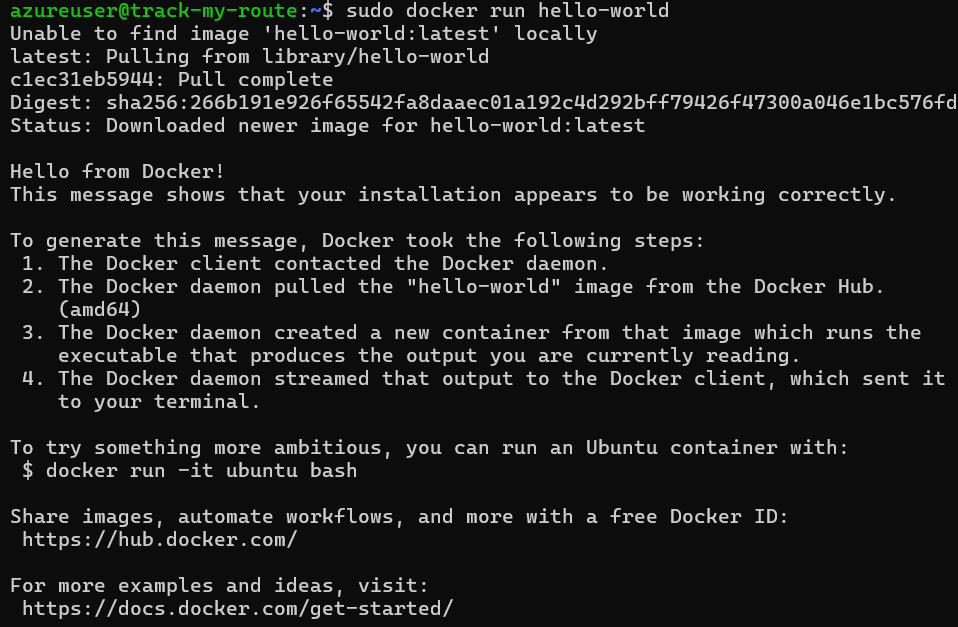 azureuser@track-my-route:~$ sudo docker run hello-world
Unable to find image 'hello-world:latest' locally
latest: Pulling from library/hello-world
c1ec31eb5944: Pull complete
Digest: sha256:266b191e926f65542fa8daaec01a192c4d292bff79426f47300a046e1bc576fd
Status: Downloaded newer image for hello-world:latest

Hello from Docker!
This message shows that your installation appears to be working correctly.

To generate this message, Docker took the following steps:
 1. The Docker client contacted the Docker daemon.
 2. The Docker daemon pulled the "hello-world" image from the Docker Hub.
    (amd64)
 3. The Docker daemon created a new container from that image which runs the
    executable that produces the output you are currently reading.
 4. The Docker daemon streamed that output to the Docker client, which sent it
    to your terminal.

To try something more ambitious, you can run an Ubuntu container with:
 $ docker run -it ubuntu bash

Share images, automate workflows, and more with a free Docker ID:
 https://hub.docker.com/

For more examples and ideas, visit:
 https://docs.docker.com/get-started/